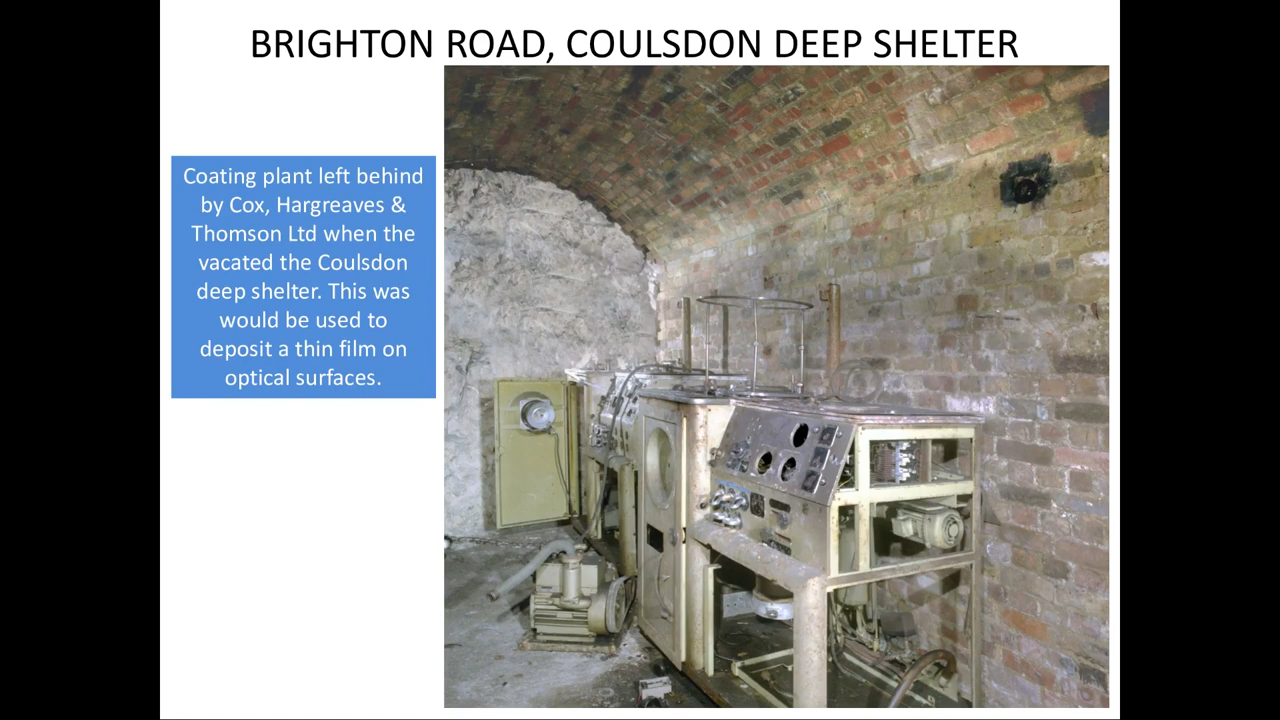 BRIGHTON ROAD, COULSDON DEEP SHELTER
Coating plant left behind
by Cox, Hargreaves &
Thomson Ltd when the
vacated the Coulsdon
deep shelter. This was
would be used to
deposit a thin film on
optical surfaces.